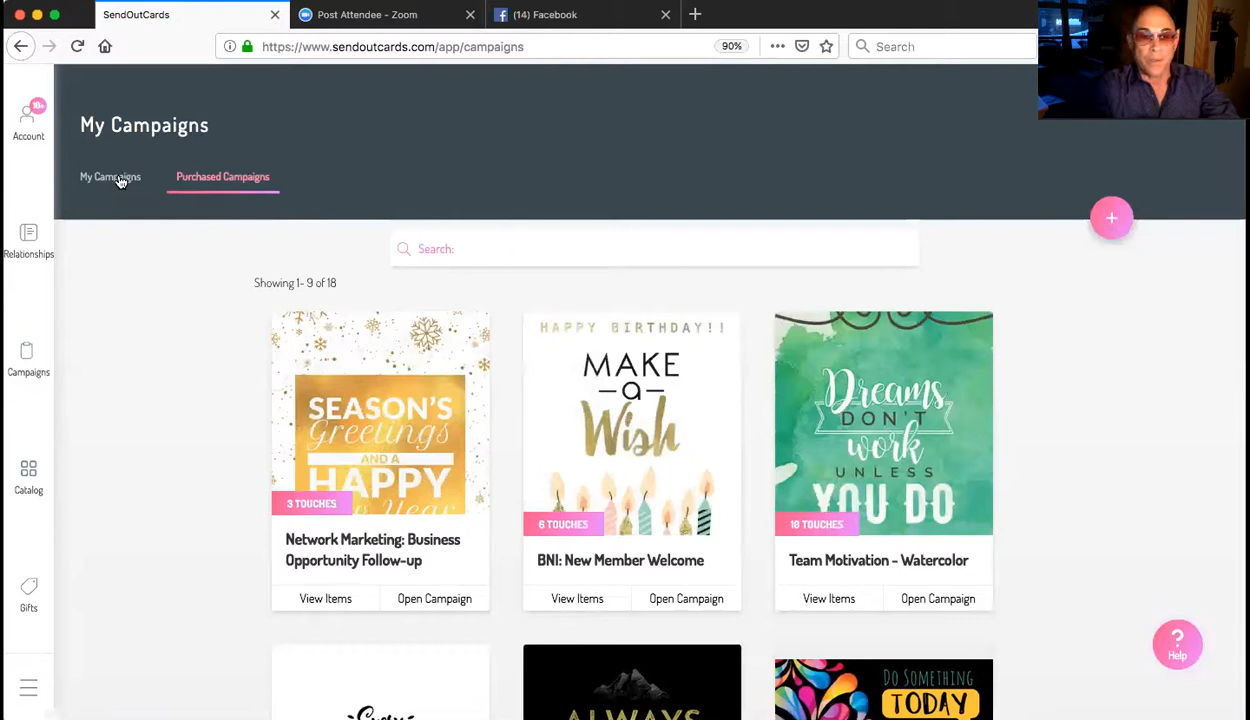 SendOutCards
Post Attendee - Zoom
(14) Facebook
https://www.sendoutcards.com/app/campaigns
90%
Search
My Campaigns
My Campaigns
Purchased Campaigns
10+
Account
Relationships
Campaigns
Catalog
Gifts
+
Search:
Showing 1- 9 of 18
SEASON'S
Greetings
AND A
HAPPY
New Year
3 TOUCHES
Network Marketing: Business
Opportunity Follow-up
View Items
Open Campaign
HAPPY BIRTHDAY!!
MAKE
a
Wish
6 TOUCHES
BNI: New Member Welcome
View Items
Open Campaign
Dreams
DON'T
work
UNLESS
YOU DO
10 TOUCHES
Team Motivation - Watercolor
View Items
Open Campaign
ALWAYS
DO SOMETHING
TODAY
?
Help